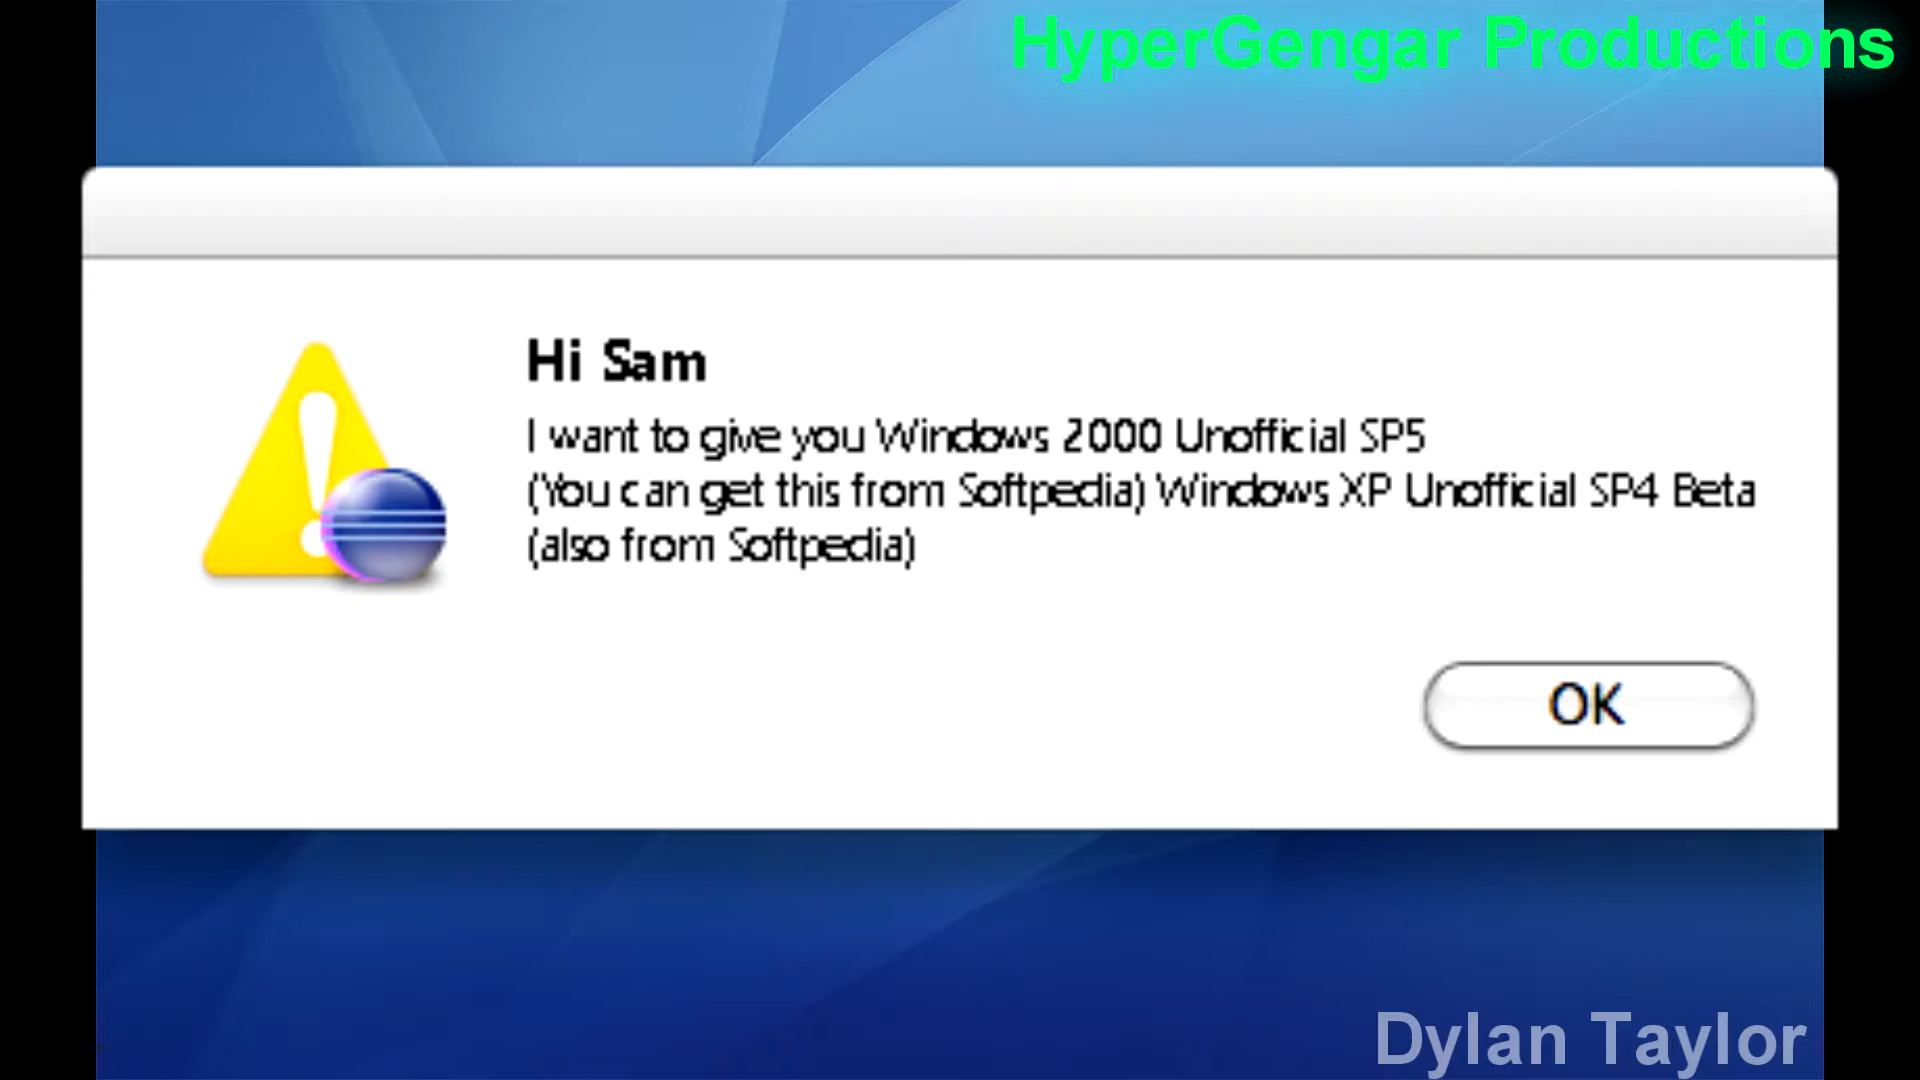 HyperGengar Productions
Hi Sam
I want to give you Windows 2000 Unofficial SP5
(You can get this from Softpedia) Windows XP Unofficial SP4 Beta
(also from Softpedia)
OK
Dylan Taylor